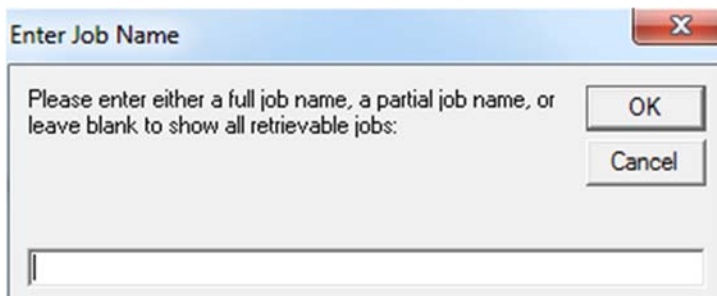 Enter Job Name
Please enter either a full job name, a partial job name, or
leave blank to show all retrievable jobs:
OK
Cancel